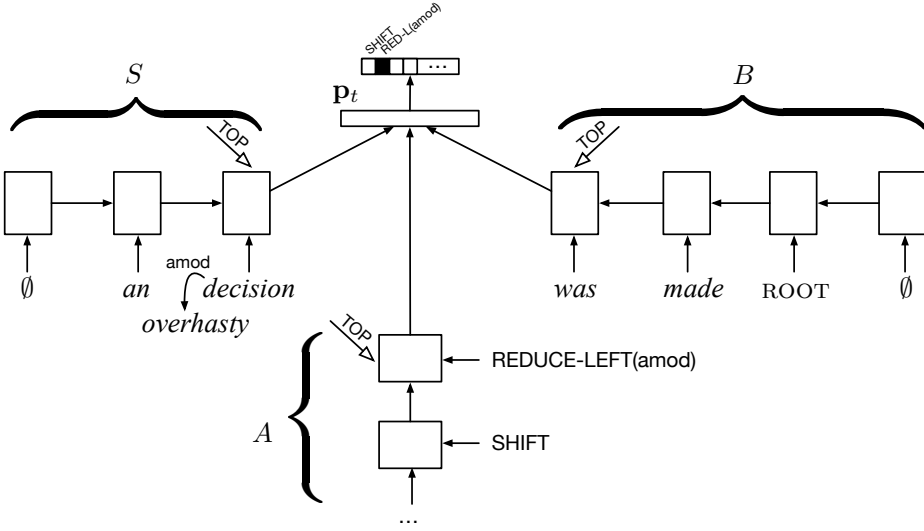 SHIFT
RED-L(amod)
...
p_t
S
B
TOP
TOP
∅
an
amod
decision
overhasty
was
made
ROOT
∅
TOP
REDUCE-LEFT(amod)
A
SHIFT
...